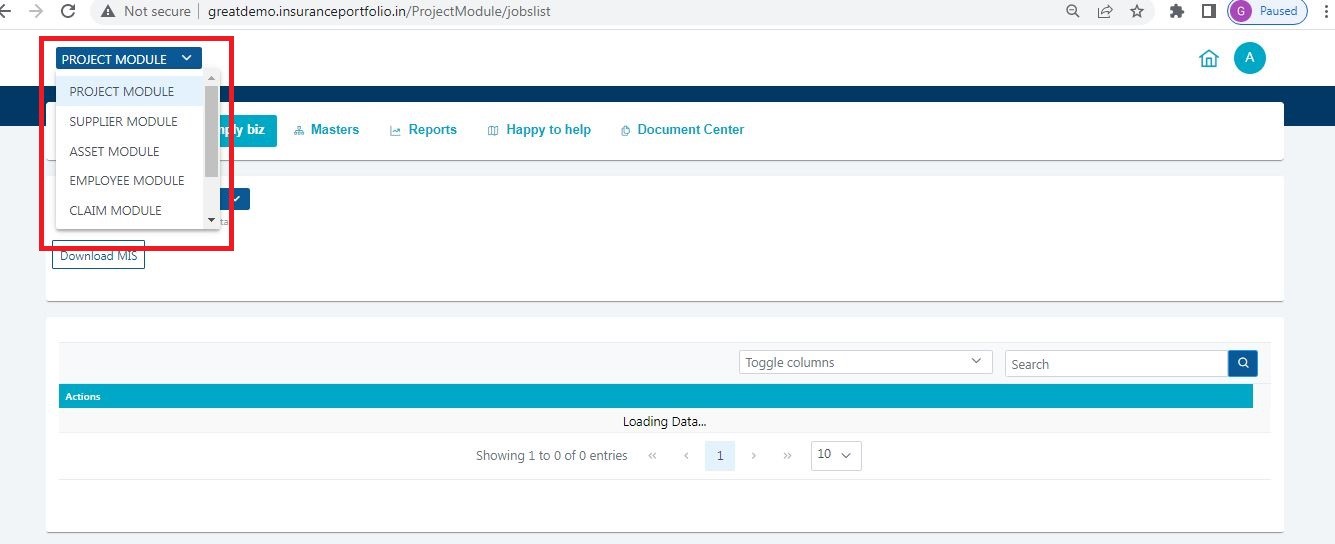 Not secure greatdemo.insuranceportfolio.in/ProjectModule/jobslist G Paused
PROJECT MODULE A
PROJECT MODULE
SUPPLIER MODULE
ASSET MODULE
EMPLOYEE MODULE
CLAIM MODULE
biz Masters Reports Happy to help Document Center
Download MIS
Toggle columns Search
Actions
Loading Data...
Showing 1 to 0 of 0 entries « ‹ 1 › » 10